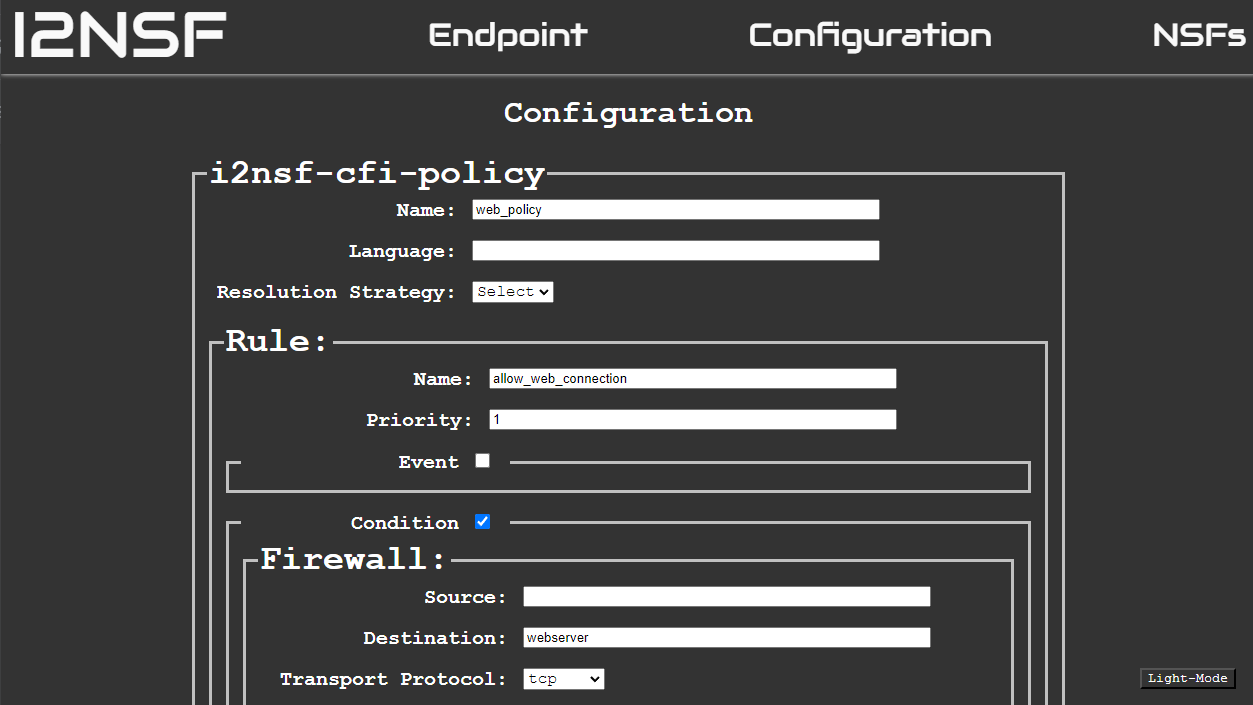 I2NSF Endpoint Configuration NSFs
Configuration
i2nsf-cfi-policy
Name: web_policy
Language:
Resolution Strategy: Select
Rule:
Name: allow_web_connection
Priority: 1
Event
Condition
Firewall:
Source:
Destination: webserver
Transport Protocol: tcp
Light-Mode